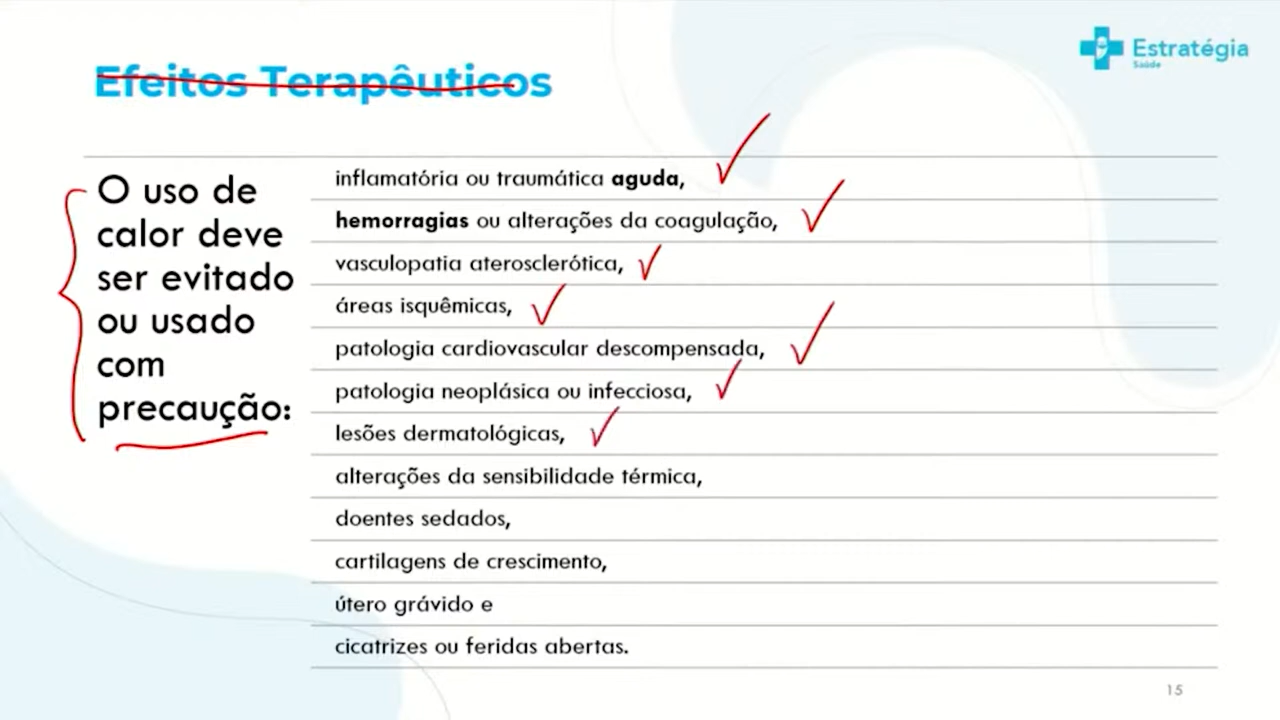 Efeitos Terapêuticos
Estratégia
Saúde
O uso de
calor deve
ser evitado
ou usado
com
precaução:
inflamatória ou traumática aguda,
hemorragias ou alterações da coagulação,
vasculopatia aterosclerótica,
áreas isquêmicas,
patologia cardiovascular descompensada,
patologia neoplásica ou infecciosa,
lesões dermatológicas,
alterações da sensibilidade térmica,
doentes sedados,
cartilagens de crescimento,
útero grávido e
cicatrizes ou feridas abertas.
15